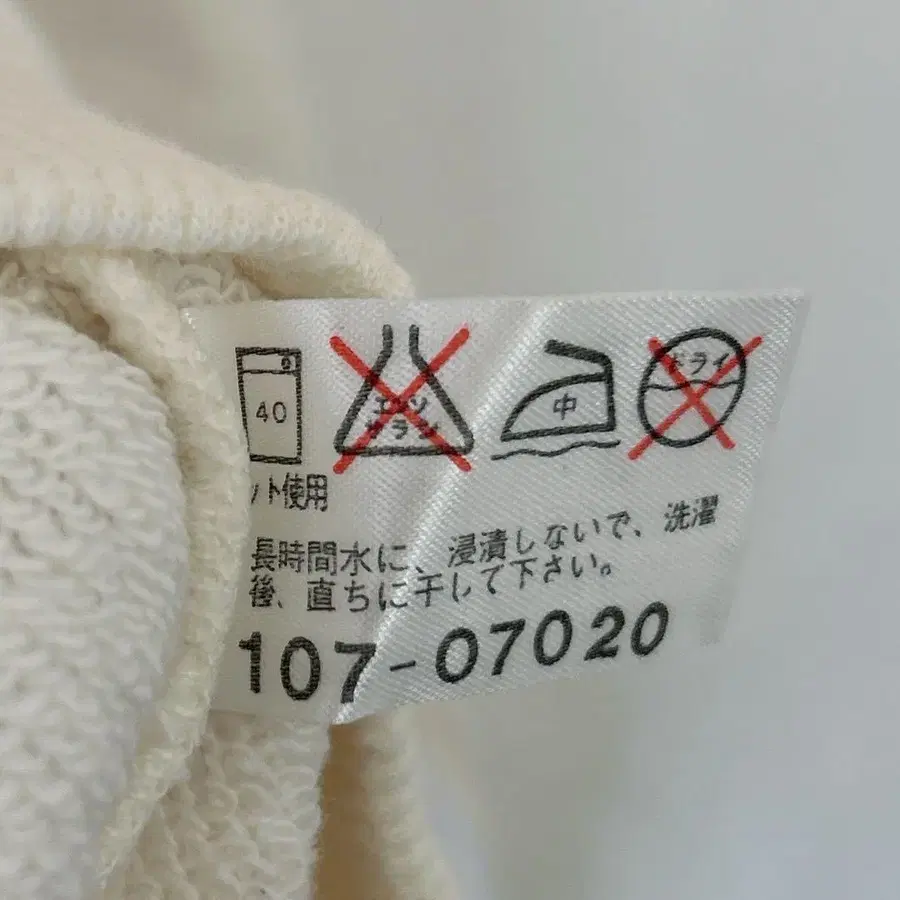 40 エンソサラシ 中 ドライ
ット使用
長時間水に、浸漬しないで、洗濯
後、直ちに干して下さい。
107-07020